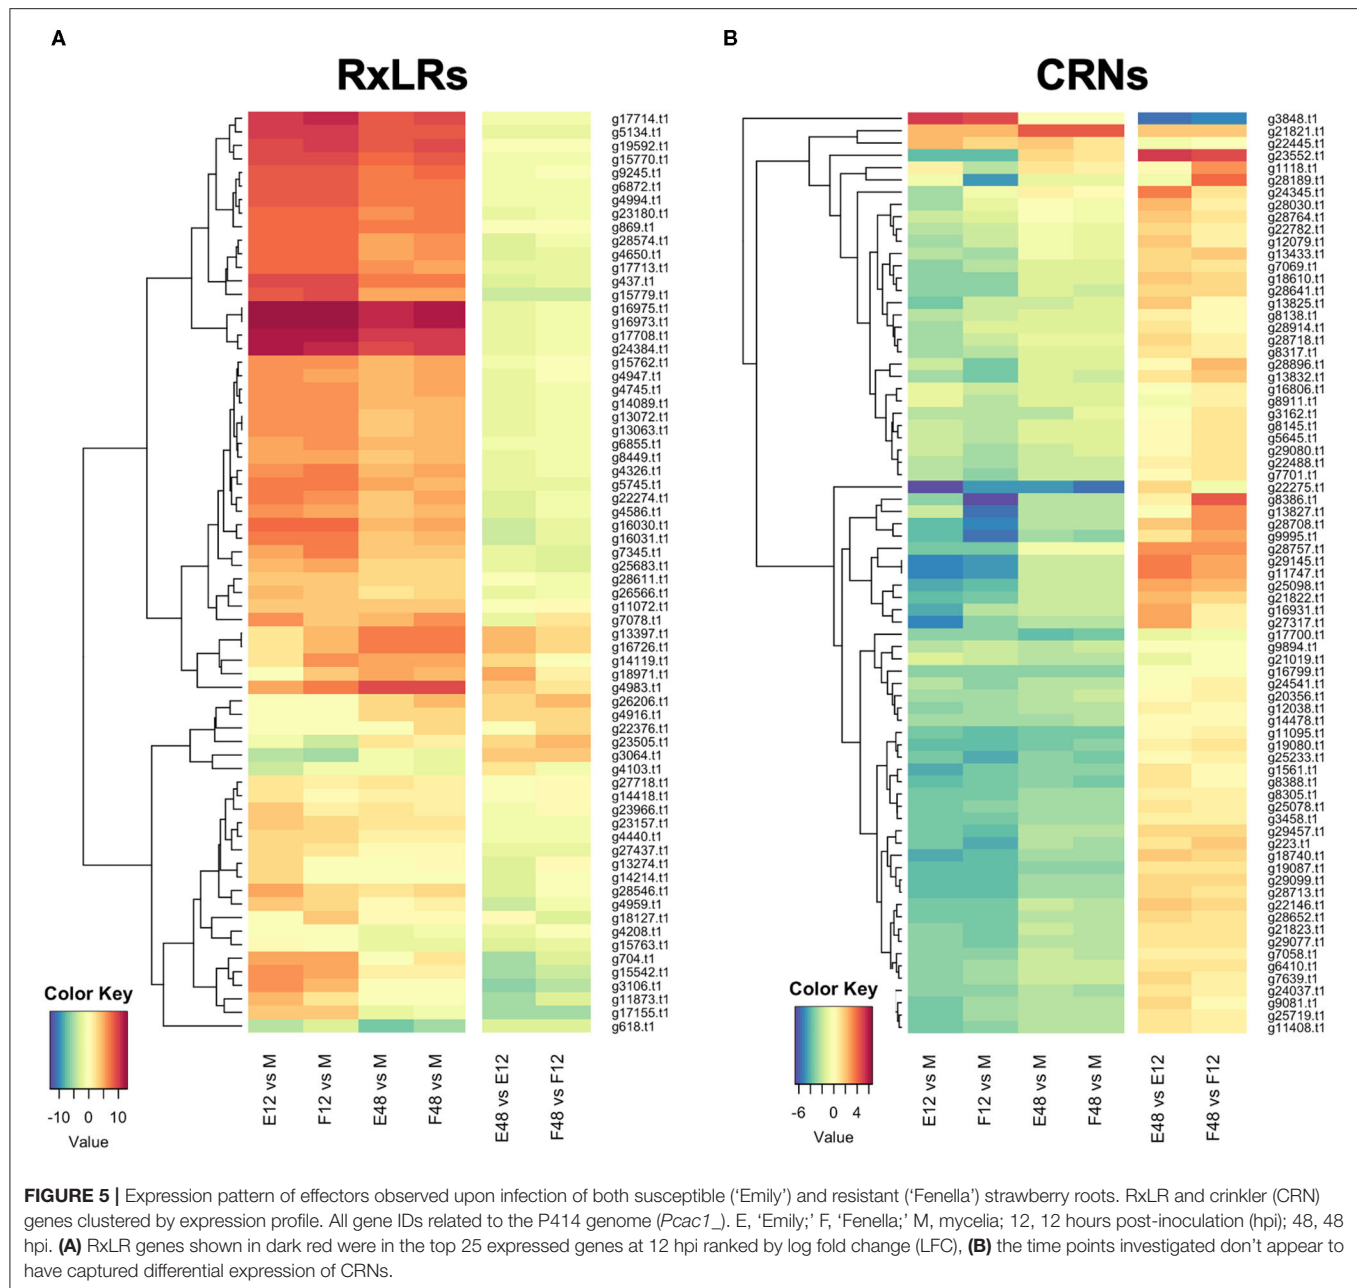 A
RxLRs
g17714.t1
g5134.t1
g19592.t1
g15770.t1
g9245.t1
g6872.t1
g4994.t1
g23180.t1
g869.t1
g28574.t1
g4650.t1
g17713.t1
g437.t1
g15779.t1
g16975.t1
g16973.t1
g17708.t1
g24384.t1
g15762.t1
g4947.t1
g4745.t1
g14089.t1
g13072.t1
g13063.t1
g6855.t1
g8449.t1
g4326.t1
g5745.t1
g22274.t1
g4586.t1
g16030.t1
g16031.t1
g7345.t1
g25683.t1
g28611.t1
g26566.t1
g11072.t1
g7078.t1
g13397.t1
g16726.t1
g14119.t1
g18971.t1
g4983.t1
g26206.t1
g4916.t1
g22376.t1
g23505.t1
g3064.t1
g4103.t1
g27718.t1
g14418.t1
g23966.t1
g23157.t1
g4440.t1
g27437.t1
g13274.t1
g14214.t1
g28546.t1
g4959.t1
g18127.t1
g4208.t1
g15763.t1
g704.t1
g15542.t1
g3106.t1
g11873.t1
g17155.t1
g618.t1
Color Key
-10 0 10
Value
E12 vs M
F12 vs M
E48 vs M
F48 vs M
E48 vs E12
F48 vs F12
B
CRNs
g3848.t1
g21821.t1
g22445.t1
g23552.t1
g1118.t1
g28189.t1
g24345.t1
g28030.t1
g28764.t1
g22782.t1
g12079.t1
g13433.t1
g7069.t1
g18610.t1
g28641.t1
g13825.t1
g8138.t1
g28914.t1
g28718.t1
g8317.t1
g28896.t1
g13832.t1
g16806.t1
g8911.t1
g3162.t1
g8145.t1
g5645.t1
g29080.t1
g22488.t1
g7701.t1
g22275.t1
g8386.t1
g13827.t1
g28708.t1
g9995.t1
g28757.t1
g29145.t1
g11747.t1
g25098.t1
g21822.t1
g16931.t1
g27317.t1
g17700.t1
g9894.t1
g21019.t1
g16799.t1
g24541.t1
g20356.t1
g12038.t1
g14478.t1
g11095.t1
g19080.t1
g25233.t1
g1561.t1
g8388.t1
g8305.t1
g25078.t1
g3458.t1
g29457.t1
g223.t1
g18740.t1
g19087.t1
g29099.t1
g28713.t1
g22146.t1
g28652.t1
g21823.t1
g29077.t1
g7058.t1
g6410.t1
g7639.t1
g24037.t1
g9081.t1
g25719.t1
g11408.t1
Color Key
-6 0 4
Value
E12 vs M
F12 vs M
E48 vs M
F48 vs M
E48 vs E12
F48 vs F12
FIGURE 5 | Expression pattern of effectors observed upon infection of both susceptible (‘Emily’) and resistant (‘Fenella’) strawberry roots. RxLR and crinkler (CRN)
genes clustered by expression profile. All gene IDs related to the P414 genome (Pcac1_). E, ‘Emily;’ F, ‘Fenella;’ M, mycelia; 12, 12 hours post-inoculation (hpi); 48, 48
hpi. (A) RxLR genes shown in dark red were in the top 25 expressed genes at 12 hpi ranked by log fold change (LFC), (B) the time points investigated don’t appear to
have captured differential expression of CRNs.